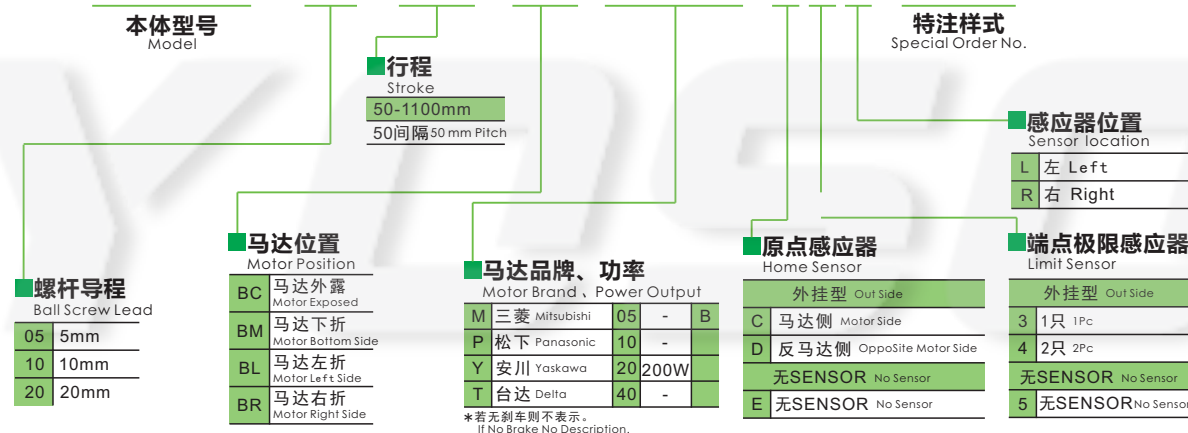 本体型号
Model
特注样式
Special Order No.
行程
Stroke
50-1100mm
50间隔50 mm Pitch
感应器位置
Sensor location
L 左 Left
R 右 Right
螺杆导程
Ball Screw Lead
05 5mm
10 10mm
20 20mm
马达位置
Motor Position
BC 马达外露
Motor Exposed
BM 马达下折
Motor Bottom Side
BL 马达左折
Motor Left Side
BR 马达右折
Motor Right Side
马达品牌、功率
Motor Brand、Power Output
M 三菱 Mitsubishi 05 - B
P 松下 Panasonic 10 -
Y 安川 Yaskawa 20 200W
T 台达 Delta 40 -
*若无刹车则不表示。
If No Brake No Description.
原点感应器
Home Sensor
外挂型 Out Side
C 马达侧 Motor Side
D 反马达侧 OppoSite Motor Side
无SENSOR No Sensor
E 无SENSOR No Sensor
端点极限感应器
Limit Sensor
外挂型 Out Side
3 1只 1Pc
4 2只 2Pc
无SENSOR No Sensor
5 无SENSOR No Sensor